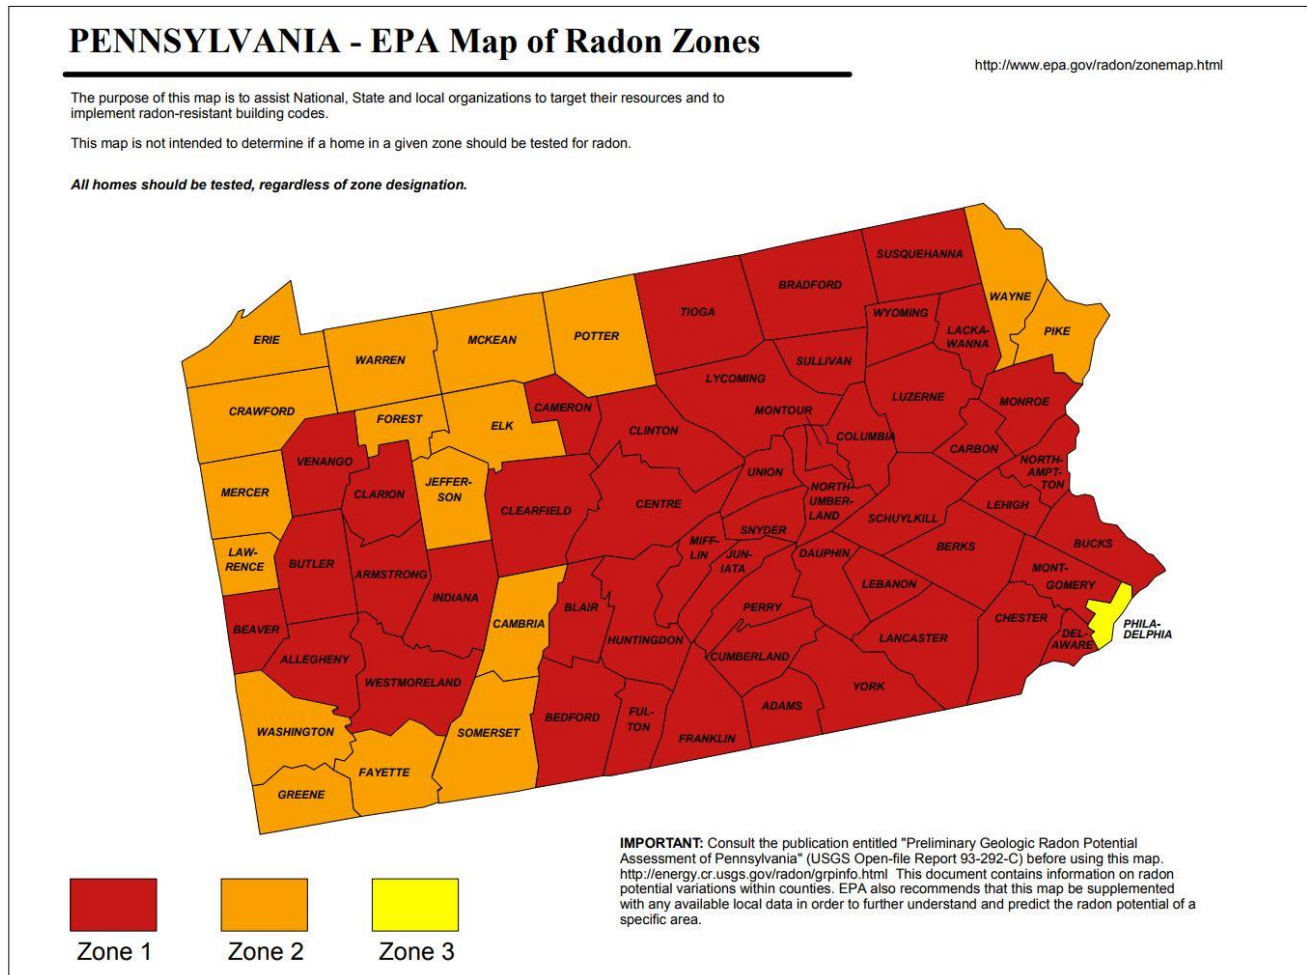 PENNSYLVANIA - EPA Map of Radon Zones
http://www.epa.gov/radon/zonemap.html
The purpose of this map is to assist National, State and local organizations to target their resources and to
implement radon-resistant building codes.
This map is not intended to determine if a home in a given zone should be tested for radon.
All homes should be tested, regardless of zone designation.
SUSQUEHANNA
BRADFORD
WAYNE
TIOGA
WYOMING
PIKE
LACKA-
WANNA
ERIE
MCKEAN
POTTER
WARREN
SULLIVAN
LYCOMING
LUZERNE
MONROE
CRAWFORD
CAMERON
MONTOUR
FOREST
ELK
CLINTON
COLUMBIA
CARBON
VENANGO
NORTH-
AMPT-
TON
UNION
CLARION
JEFFER-
SON
MERCER
NORTH-
UMBER-
LAND
CENTRE
LEHIGH
CLEARFIELD
SCHUYLKILL
SNYDER
MIFF-
LIN
JUN-
IATA
DAUPHIN
BERKS
BUCKS
LAW-
RENCE
BUTLER
ARMSTRONG
LEBANON
MONT-
GOMERY
INDIANA
BLAIR
PERRY
CAMBRIA
CHESTER
PHILA-
DELPHIA
BEAVER
HUNTINGDON
LANCASTER
DEL-
AWARE
ALLEGHENY
CUMBERLAND
WESTMORELAND
YORK
ADAMS
BEDFORD
FUL-
TON
WASHINGTON
SOMERSET
FRANKLIN
FAYETTE
GREENE
IMPORTANT: Consult the publication entitled "Preliminary Geologic Radon Potential
Assessment of Pennsylvania" (USGS Open-file Report 93-292-C) before using this map.
http://energy.cr.usgs.gov/radon/grpinfo.html This document contains information on radon
potential variations within counties. EPA also recommends that this map be supplemented
with any available local data in order to further understand and predict the radon potential of a
specific area.
Zone 1
Zone 2
Zone 3